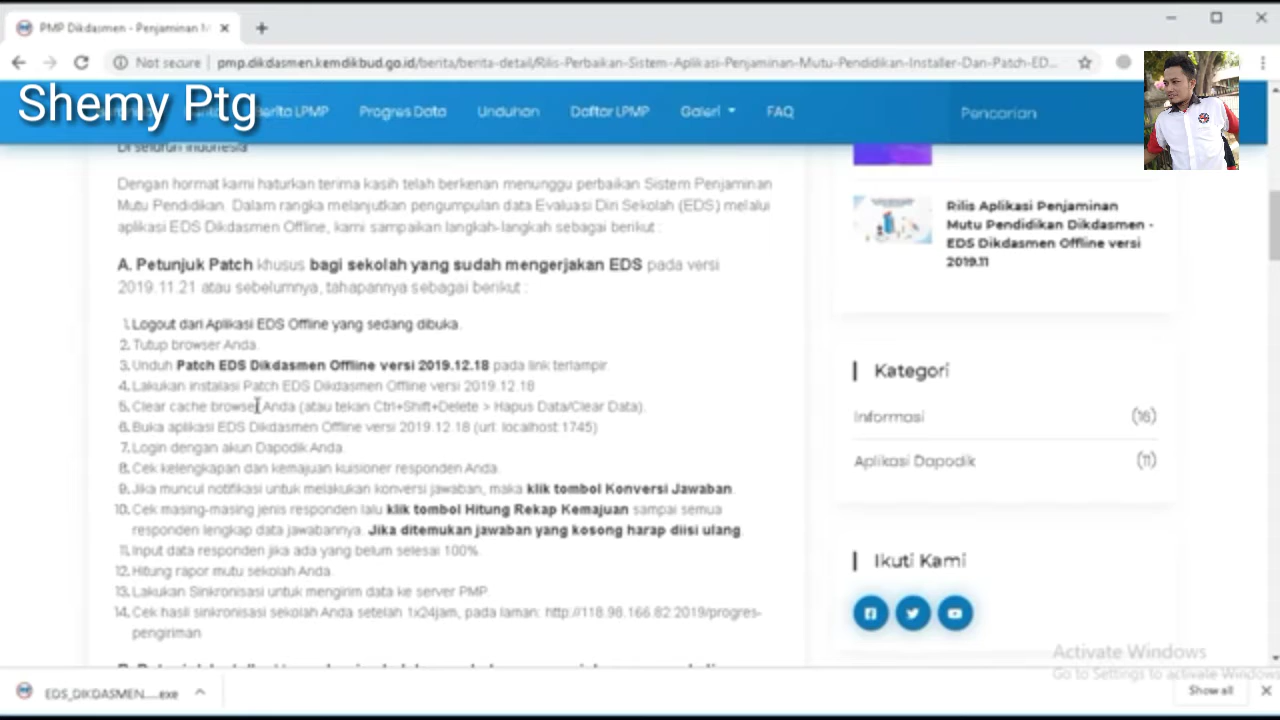 PMP Dikdasmen - Penjaminan M
Not secure | pmp.dikdasmen.kemdikbud.go.id/berita/berita-detail/Rilis-Perbaikan-Sistem-Aplikasi-Penjaminan-Mutu-Pendidikan-Installer-Dan-Patch-ED...
Shemy Ptg
Berita LPMP Progres Data Unduhan Daftar LPMP Galeri FAQ Pencarian
Di seluruh Indonesia
Dengan hormat kami haturkan terima kasih telah berkenan menunggu perbaikan Sistem Penjaminan
Mutu Pendidikan. Dalam rangka melanjutkan pengumpulan data Evaluasi Diri Sekolah (EDS) melalui
aplikasi EDS Dikdasmen Offline, kami sampaikan langkah-langkah sebagai berikut :
A. Petunjuk Patch khusus bagi sekolah yang sudah mengerjakan EDS pada versi
2019.11.21 atau sebelumnya, tahapannya sebagai berikut :
1. Logout dari Aplikasi EDS Offline yang sedang dibuka.
2. Tutup browser Anda.
3. Unduh Patch EDS Dikdasmen Offline versi 2019.12.18 pada link terlampir.
4. Lakukan instalasi Patch EDS Dikdasmen Offline versi 2019.12.18
5. Clear cache browser Anda (atau tekan Ctrl+Shift+Delete > Hapus Data/Clear Data).
6. Buka aplikasi EDS Dikdasmen Offline versi 2019.12.18 (url: localhost:1745)
7. Login dengan akun Dapodik Anda.
8. Cek kelengkapan dan kemajuan kuisioner responden Anda.
9. Jika muncul notifikasi untuk melakukan konversi jawaban, maka klik tombol Konversi Jawaban.
10. Cek masing-masing jenis responden lalu klik tombol Hitung Rekap Kemajuan sampai semua
responden lengkap data jawabannya. Jika ditemukan jawaban yang kosong harap diisi ulang.
11. Input data responden jika ada yang belum selesai 100%.
12. Hitung rapor mutu sekolah Anda.
13. Lakukan Sinkronisasi untuk mengirim data ke server PMP.
14. Cek hasil sinkronisasi sekolah Anda setelah 1x24jam, pada laman: http://118.98.166.82:2019/progres-
pengiriman
Rilis Aplikasi Penjaminan
Mutu Pendidikan Dikdasmen -
EDS Dikdasmen Offline versi
2019.11
Kategori
Informasi (16)
Aplikasi Dapodik (11)
Ikuti Kami
Activate Windows
Go to Settings to activate Windows
EDS_DIKDASMEN....exe
Show all